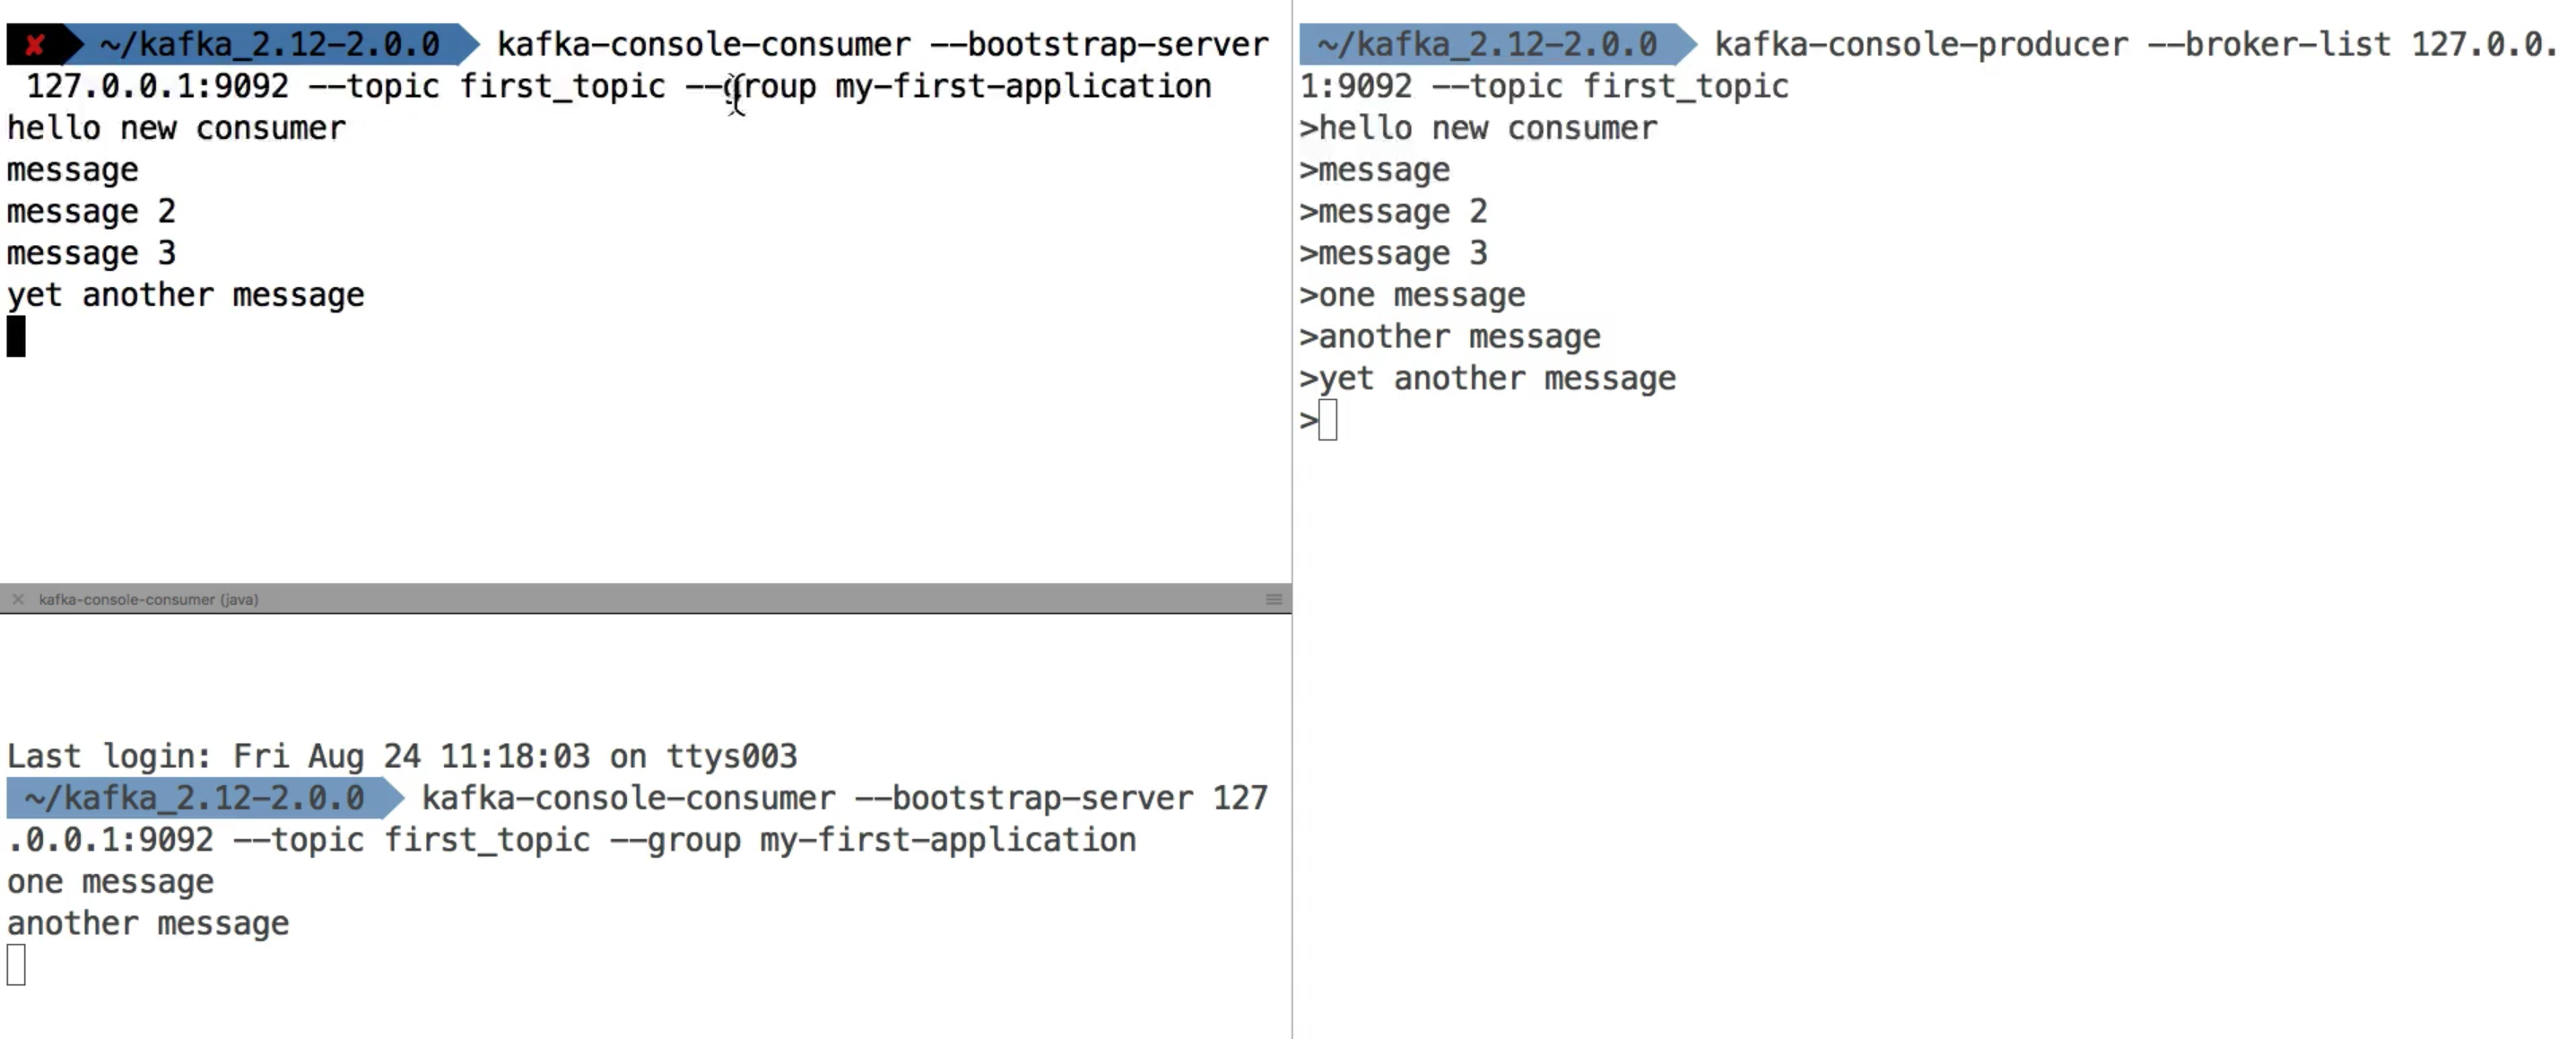 ✘ ~/kafka_2.12-2.0.0 kafka-console-consumer --bootstrap-server
127.0.0.1:9092 --topic first_topic --group my-first-application
hello new consumer
message
message 2
message 3
yet another message
kafka-console-consumer (java)
Last login: Fri Aug 24 11:18:03 on ttys003
~/kafka_2.12-2.0.0 kafka-console-consumer --bootstrap-server 127
.0.0.1:9092 --topic first_topic --group my-first-application
one message
another message
~/kafka_2.12-2.0.0 kafka-console-producer --broker-list 127.0.0.
1:9092 --topic first_topic
>hello new consumer
>message
>message 2
>message 3
>one message
>another message
>yet another message
>